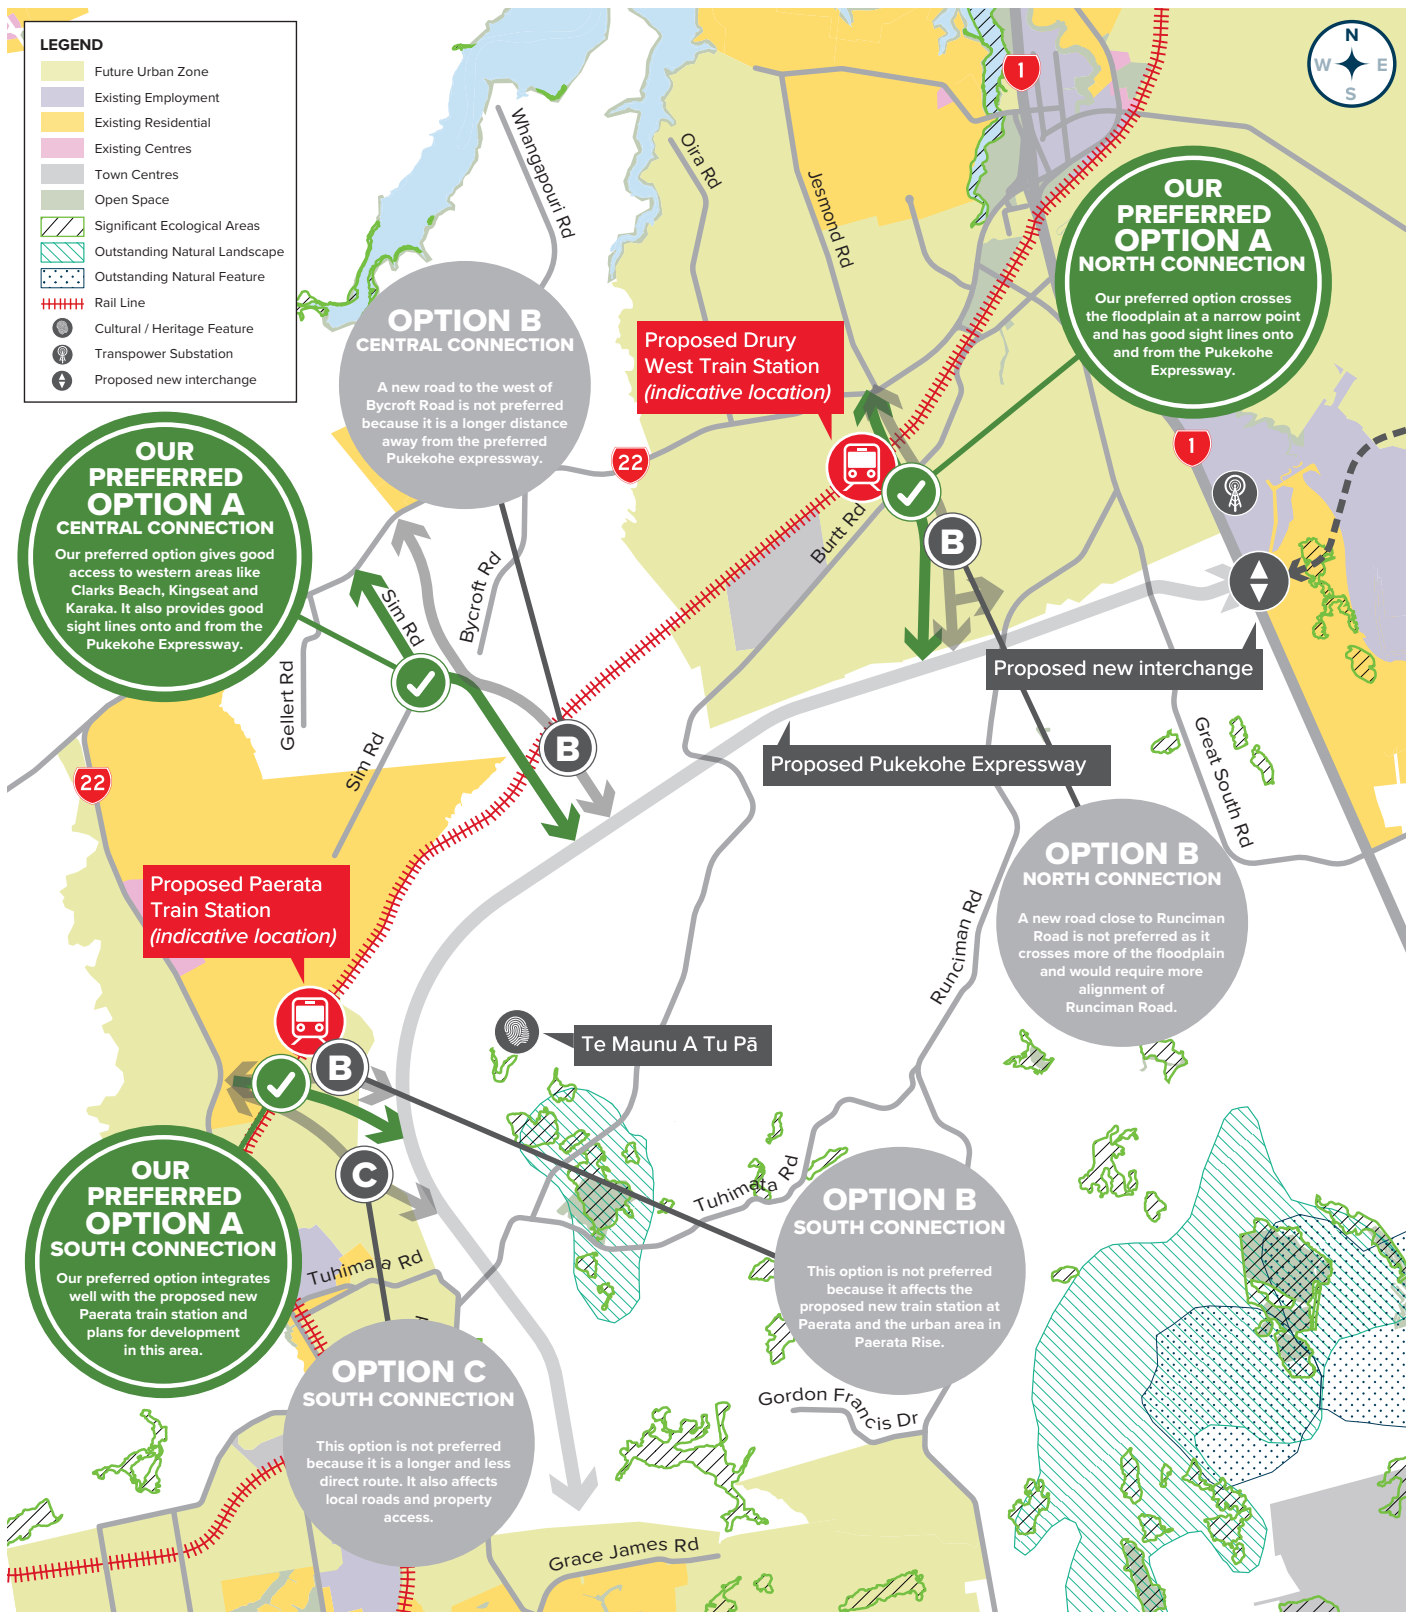 LEGEND
Future Urban Zone
Existing Employment
Existing Residential
Existing Centres
Town Centres
Open Space
Significant Ecological Areas
Outstanding Natural Landscape
Outstanding Natural Feature
Rail Line
Cultural / Heritage Feature
Transpower Substation
Proposed new interchange
N
W
E
S
1
Whangapouri Rd
Oira Rd
Jesmond Rd
OUR
PREFERRED
OPTION A
NORTH CONNECTION
Our preferred option crosses
the floodplain at a narrow point
and has good sight lines onto
and from the Pukekohe
Expressway.
OPTION B
CENTRAL CONNECTION
A new road to the west of
Bycroft Road is not preferred
because it is a longer distance
away from the preferred
Pukekohe expressway.
Proposed Drury
West Train Station
(indicative location)
22
1
OUR
PREFERRED
OPTION A
CENTRAL CONNECTION
Our preferred option gives good
access to western areas like
Clarks Beach, Kingseat and
Karaka. It also provides good
sight lines onto and from the
Pukekohe Expressway.
Burtt Rd
B
Sim Rd
Bycroft Rd
Gellert Rd
Sim Rd
B
Proposed new interchange
Proposed Pukekohe Expressway
Great South Rd
22
Proposed Paerata
Train Station
(indicative location)
OPTION B
NORTH CONNECTION
A new road close to Runciman
Road is not preferred as it
crosses more of the floodplain
and would require more
alignment of
Runciman Road.
Runciman Rd
Te Maunu A Tu Pā
B
C
OUR
PREFERRED
OPTION A
SOUTH CONNECTION
Our preferred option integrates
well with the proposed new
Paerata train station and
plans for development
in this area.
Tuhimata Rd
Tuhimata Rd
OPTION B
SOUTH CONNECTION
This option is not preferred
because it affects the
proposed new train station at
Paerata and the urban area in
Paerata Rise.
OPTION C
SOUTH CONNECTION
This option is not preferred
because it is a longer and less
direct route. It also affects
local roads and property
access.
Gordon Francis Dr
Grace James Rd